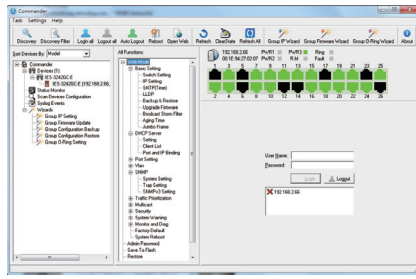 Commander
Task Settings Help
Discovery Discovery Filter Login all Logout all Auto Logout Reboot Open Web Refresh ClearState Refresh All Group IP Wizard Group Firmware Wizard Group O-Ring Wizard About
Sort Devices By: Model
Commander
Devices (1)
IES-3242GC-E
IES-3242GC-E (192.168.2.66,
Status Monitor
Scan Devices Configuration
Syslog Events
Wizards
Group IP Setting
Group Firmware Update
Group Configuration Backup
Group Configuration Restore
Group O-Ring Setting
All Functions:
Web Mode
Basic Setting
Switch Setting
IP Setting
SNTP(Time)
LLDP
Backup & Restore
Upgrade Firmware
Broadcast Storm Filter
Aging Time
Jumbo Frame
DHCP Server
Setting
Client List
Port and IP Binding
Port Setting
Vlan
SNMP
System Setting
Trap Setting
SNMPv3 Setting
Traffic Prioritization
Multicast
Security
System Warning
Monitor and Diag
Factory Default
System Reboot
Admin Password
Save To Flash
Restore
192.168.2.66 PWR1 PWR3 Ring
00:1E:94:27:02:07 PWR2 R.M Fault
1 3 5 7 9 11 13 15 17 19 21 23 25
2 4 6 8 10 12 14 16 18 20 22 24 26
User Name
Password
Login Logout
192.168.2.66